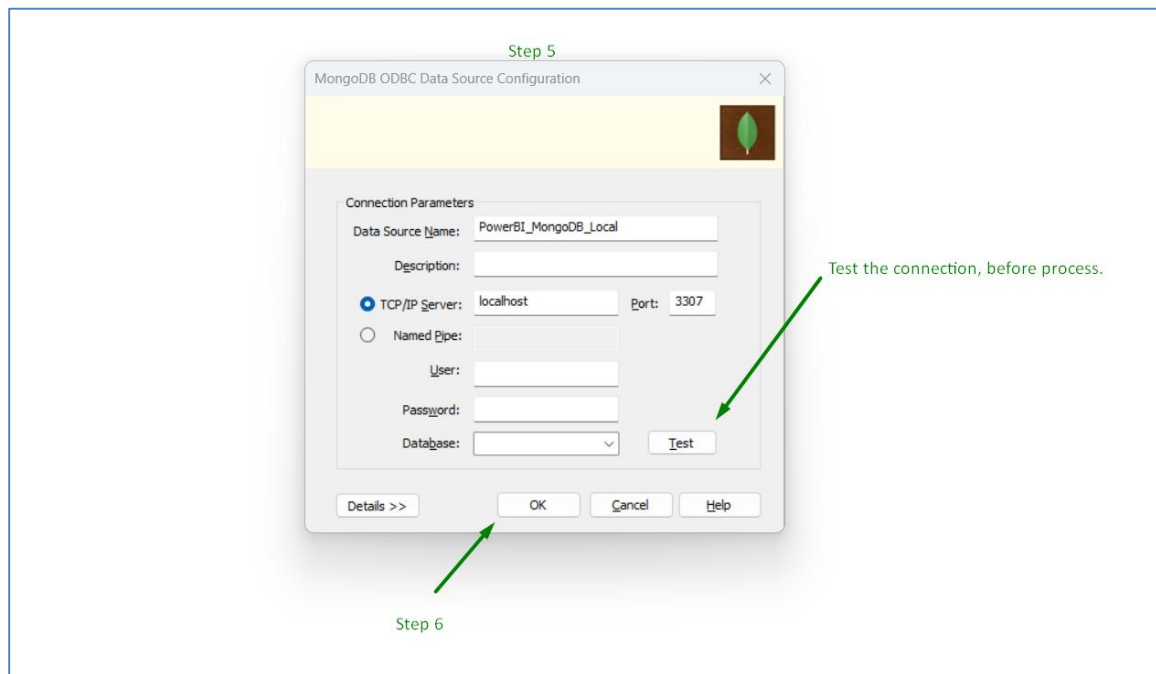 Step 5
MongoDB ODBC Data Source Configuration
Connection Parameters
Data Source Name: PowerBI_MongoDB_Local
Description:
TCP/IP Server: localhost Port: 3307
Named Pipe:
User:
Password:
Database: Test
Details >> OK Cancel Help
Test the connection, before process.
Step 6